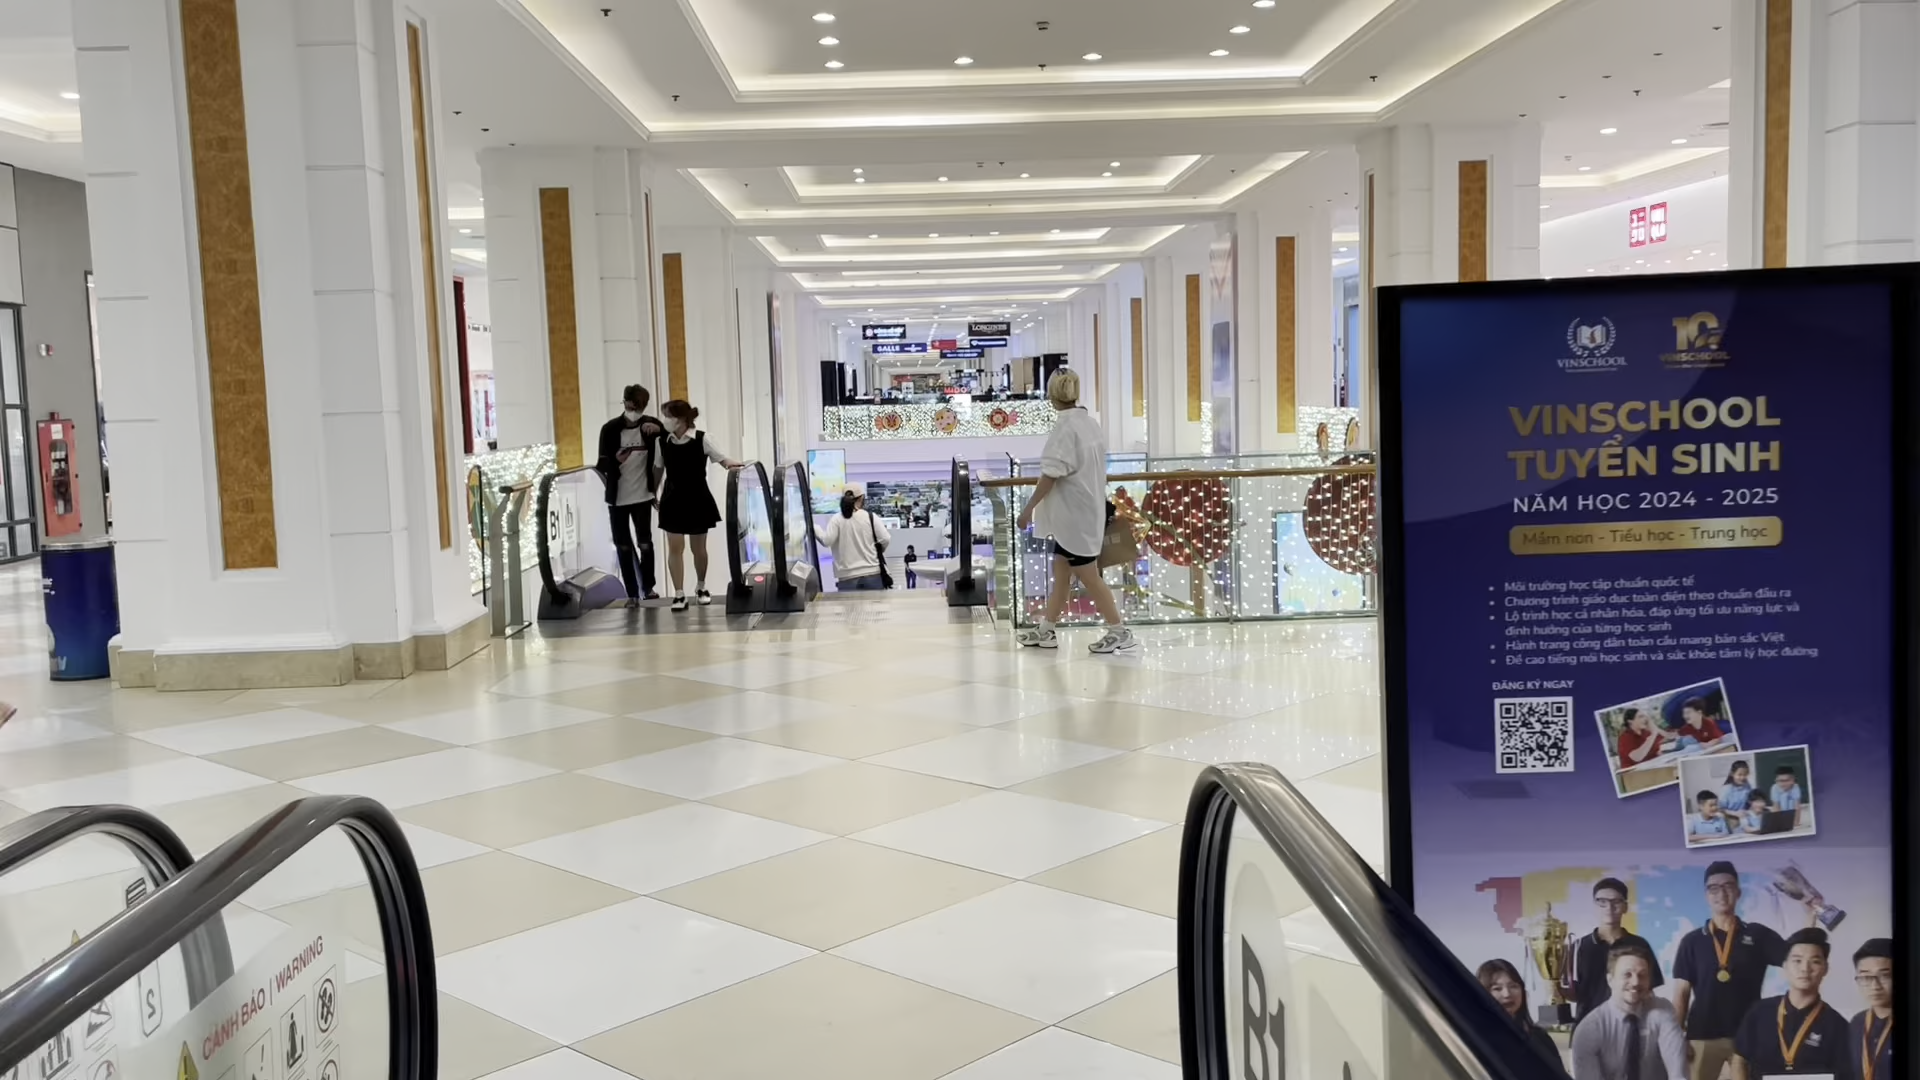 LONGINES
GALLE
UNI
QLO
VINSCHOOL
10
VINSCHOOL
VINSCHOOL
TUYỂN SINH
NĂM HỌC 2024 - 2025
Mầm non - Tiểu học - Trung học
Môi trường học tập chuẩn quốc tế
Chương trình giáo dục toàn diện theo chuẩn đầu ra
Lộ trình học cá nhân hóa, đáp ứng tối ưu năng lực và
định hướng của từng học sinh
Hành trang công dân toàn cầu mang bản sắc Việt
Đề cao tiếng nói học sinh và sức khỏe tâm lý học đường
ĐĂNG KÝ NGAY
B1
CẢNH BÁO | WARNING
B1